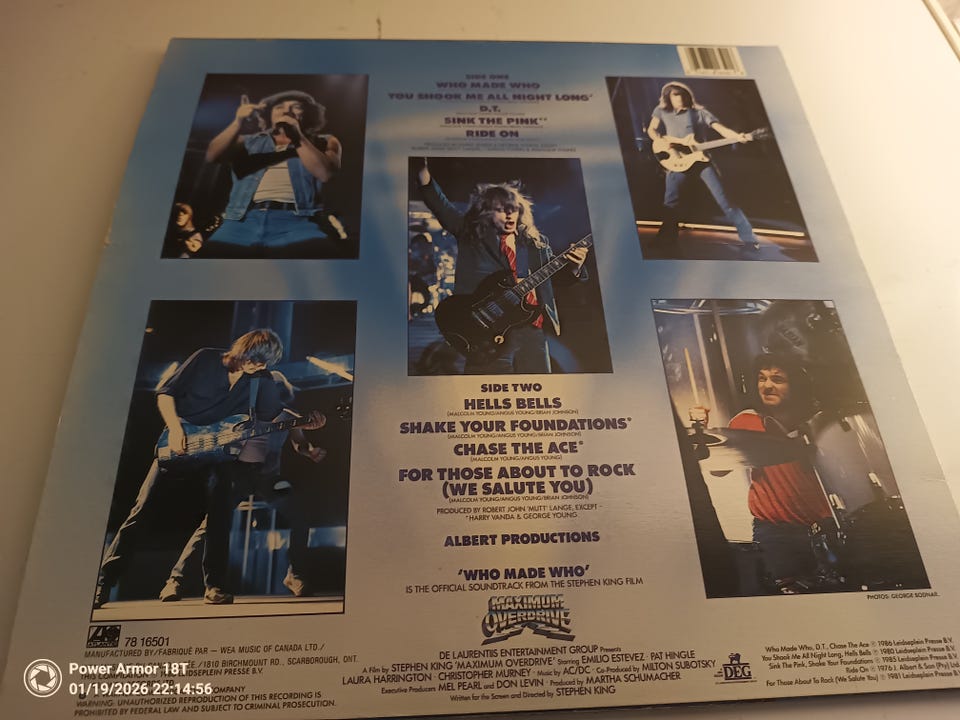 SIDE ONE
WHO MADE WHO
YOU SHOOK ME ALL NIGHT LONG*
D.T.
SINK THE PINK**
RIDE ON
SIDE TWO
HELLS BELLS
(MALCOLM YOUNG/ANGUS YOUNG/BRIAN JOHNSON)
SHAKE YOUR FOUNDATIONS*
(MALCOLM YOUNG/ANGUS YOUNG/BRIAN JOHNSON)
CHASE THE ACE*
(MALCOLM YOUNG/ANGUS YOUNG)
FOR THOSE ABOUT TO ROCK
(WE SALUTE YOU)
(MALCOLM YOUNG/ANGUS YOUNG/BRIAN JOHNSON)
PRODUCED BY ROBERT JOHN 'MUTT' LANGE, EXCEPT –
*HARRY VANDA & GEORGE YOUNG
ALBERT PRODUCTIONS
'WHO MADE WHO'
IS THE OFFICIAL SOUNDTRACK FROM THE STEPHEN KING FILM
MAXIMUM
OVERDRIVE
PHOTOS: GEORGE BODNAR.
78 16501
MANUFACTURED BY/FABRIQUÉ PAR – WEA MUSIC OF CANADA LTD./
/1810 BIRCHMOUNT RD., SCARBOROUGH, ONT.
THIS COMPILATION LEIDSEPLEIN PRESSE B.V.
COMPANY
WARNING: UNAUTHORIZED REPRODUCTION OF THIS RECORDING IS
PROHIBITED BY FEDERAL LAW AND SUBJECT TO CRIMINAL PROSECUTION.
DE LAURENTIIS ENTERTAINMENT GROUP Presents
A Film by STEPHEN KING 'MAXIMUM OVERDRIVE' Starring EMILIO ESTEVEZ · PAT HINGLE
LAURA HARRINGTON · CHRISTOPHER MURNEY · Music by AC/DC · Co-Produced by MILTON SUBOTSKY
Executive Producers MEL PEARL and DON LEVIN · Produced by MARTHA SCHUMACHER
Written for the Screen and Directed by STEPHEN KING
DEG
Who Made Who, D.T., Chase The Ace ℗ 1986 Leidseplein Presse B.V.
You Shook Me All Night Long, Hells Bells ℗ 1980 Leidseplein Presse B.V.
Sink The Pink, Shake Your Foundations ℗ 1985 Leidseplein Presse B.V.
Ride On ℗ 1976 J. Albert & Son (Pty) Ltd.
For Those About To Rock (We Salute You) ℗ 1981 Leidseplein Presse B.V.
Power Armor 18T
01/19/2026 22:14:56